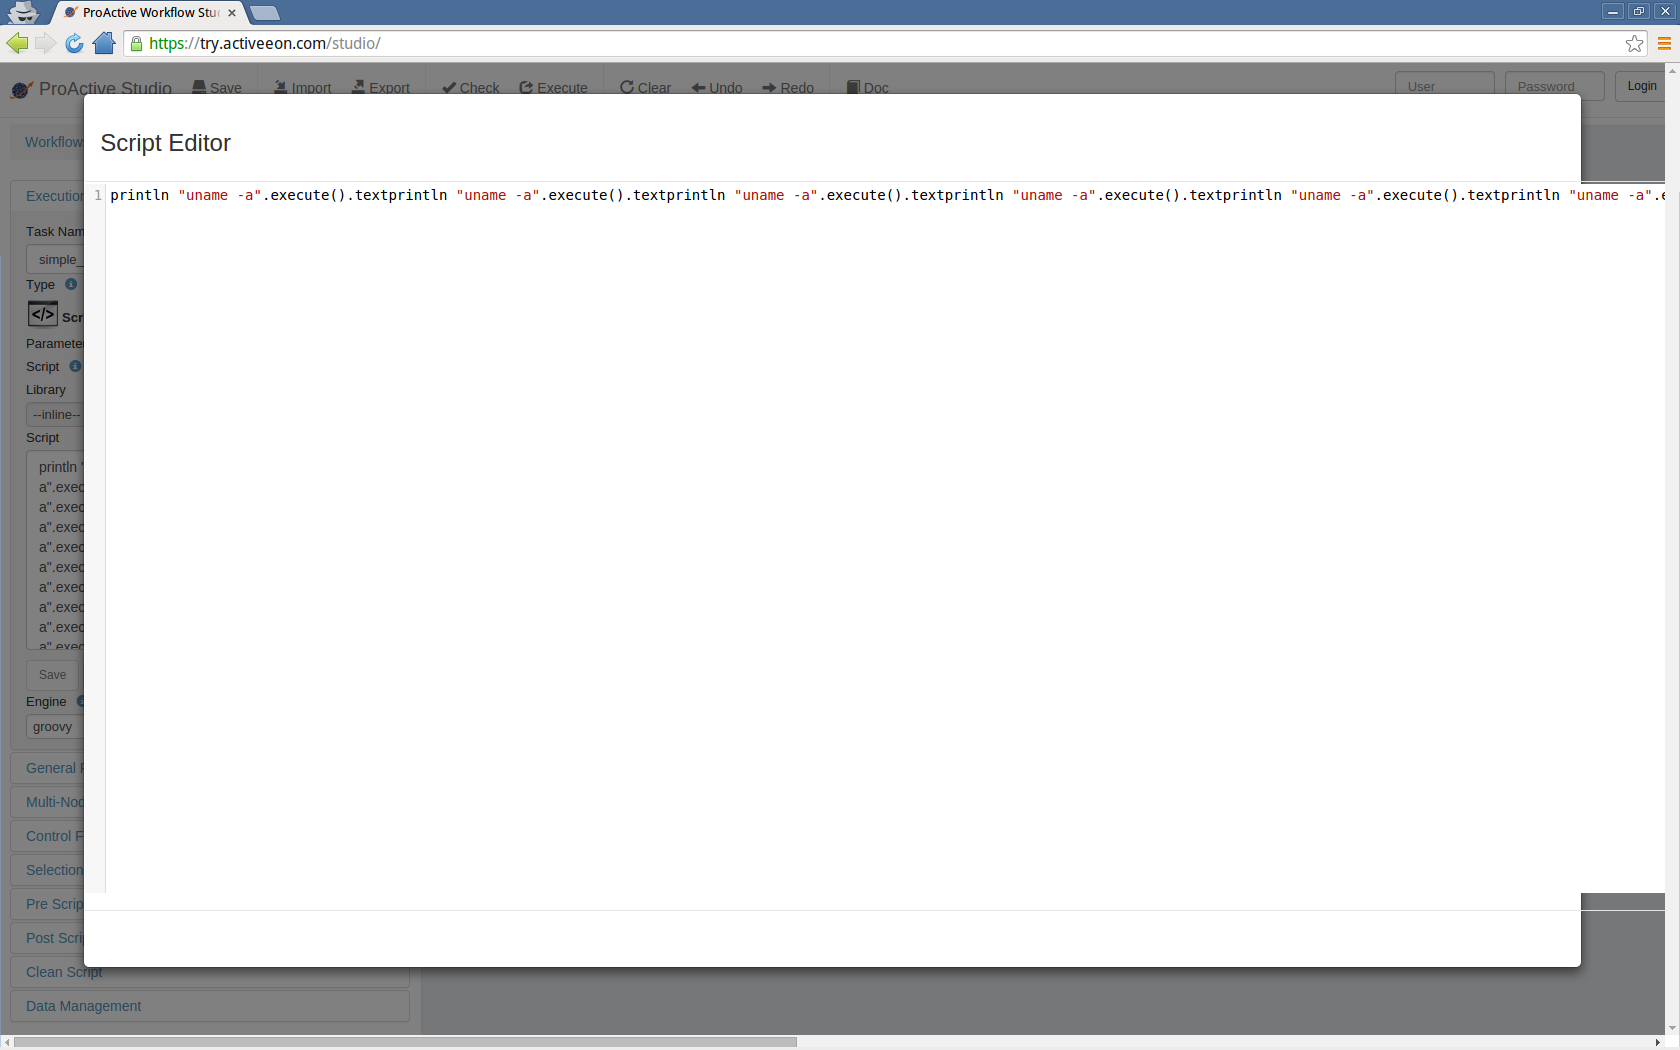 ProActive Workflow Stu
https://try.activeeon.com/studio/
ProActive Studio Save Import Export Check Execute Clear Undo Redo Doc User Password Login
Workflow
Script Editor
Execution
1 println "uname -a".execute().textprintln "uname -a".execute().textprintln "uname -a".execute().textprintln "uname -a".execute().textprintln "uname -a".execute().textprintln "uname -a".e
Task Nam
simple_
Type
</> Scr
Paramete
Script
Library
--inline--
Script
println "
a".exec
a".exec
a".exec
a".exec
a".exec
a".exec
a".exec
a".exec
a".exec
Save
Engine
groovy
General
Multi-Nod
Control F
Selection
Pre Scrip
Post Scri
Clean Script
Data Management